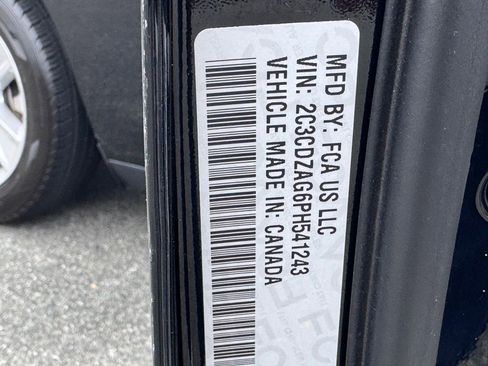 MFD BY: FCA US LLC
VIN: 2C3CDZAG6PH541243
VEHICLE MADE IN: CANADA